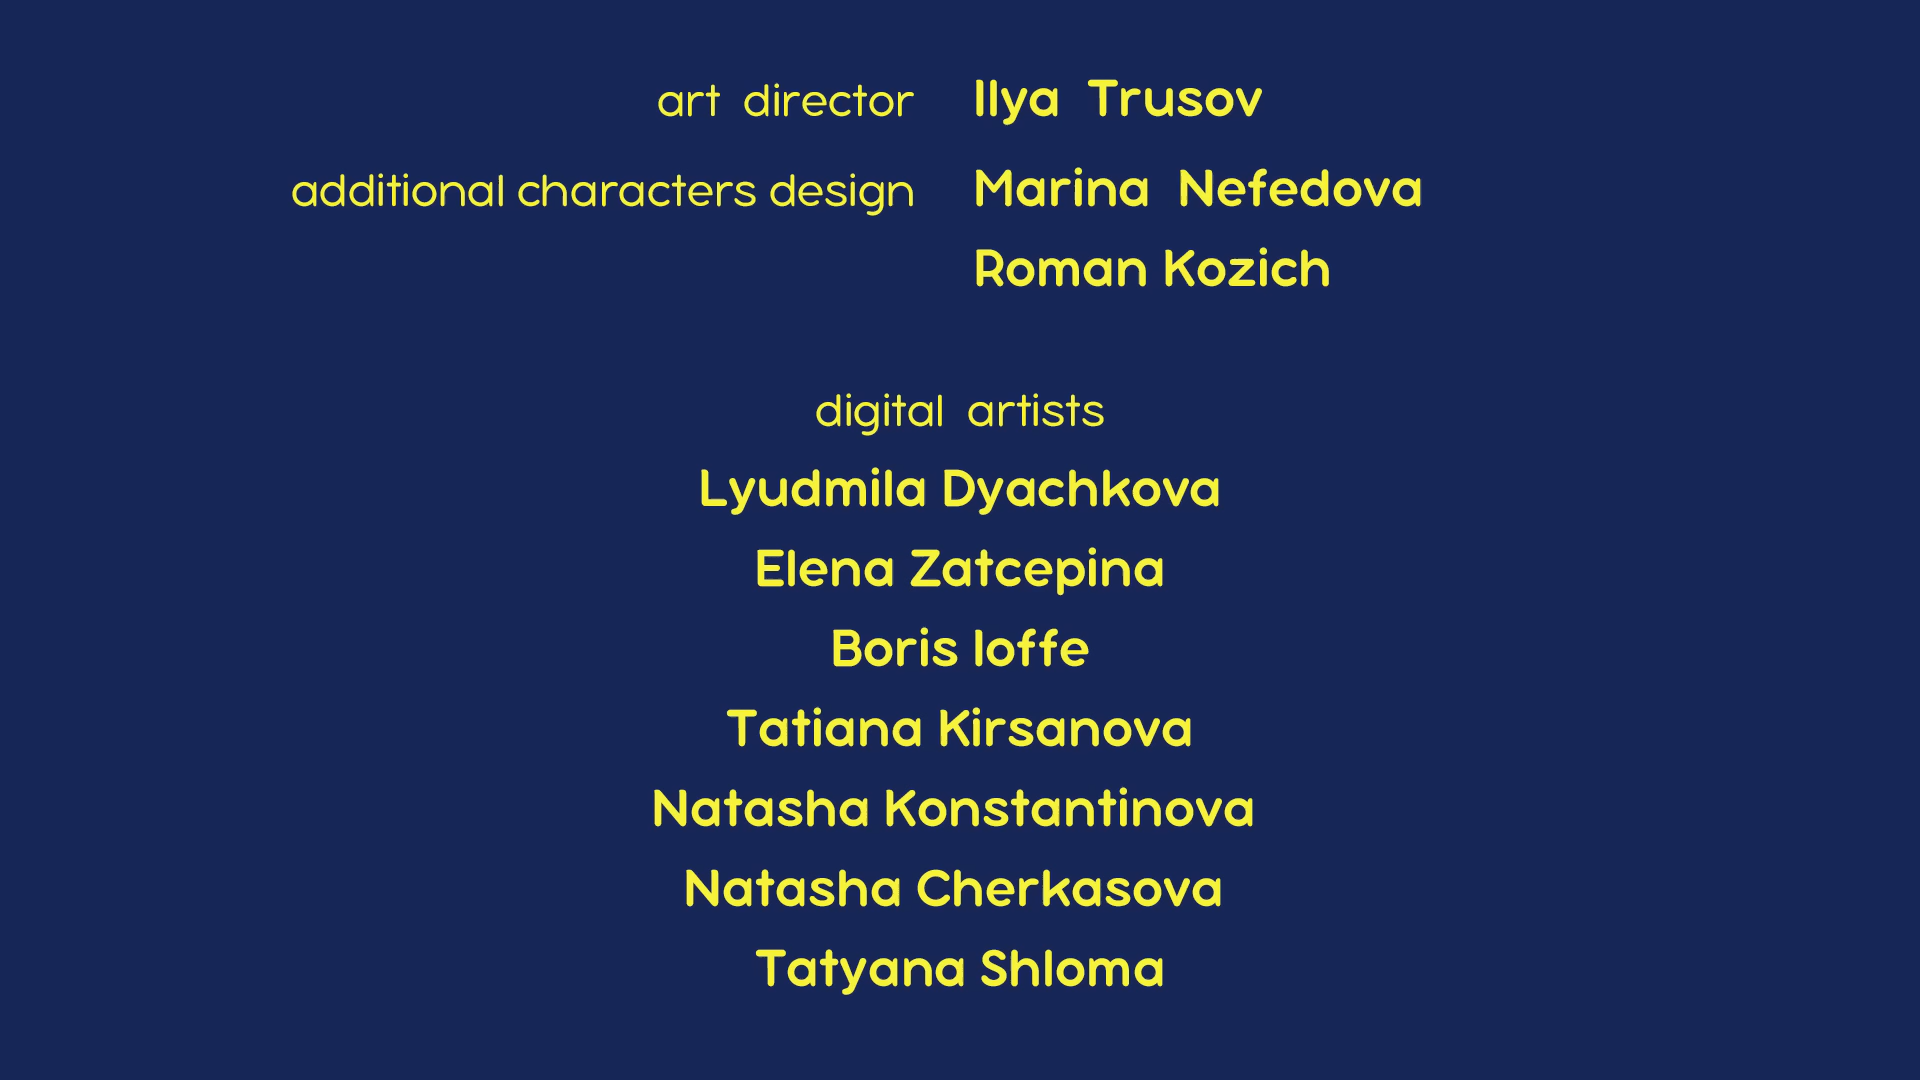 art director Ilya Trusov
additional characters design Marina Nefedova
Roman Kozich
digital artists
Lyudmila Dyachkova
Elena Zatcepina
Boris Ioffe
Tatiana Kirsanova
Natasha Konstantinova
Natasha Cherkasova
Tatyana Shloma